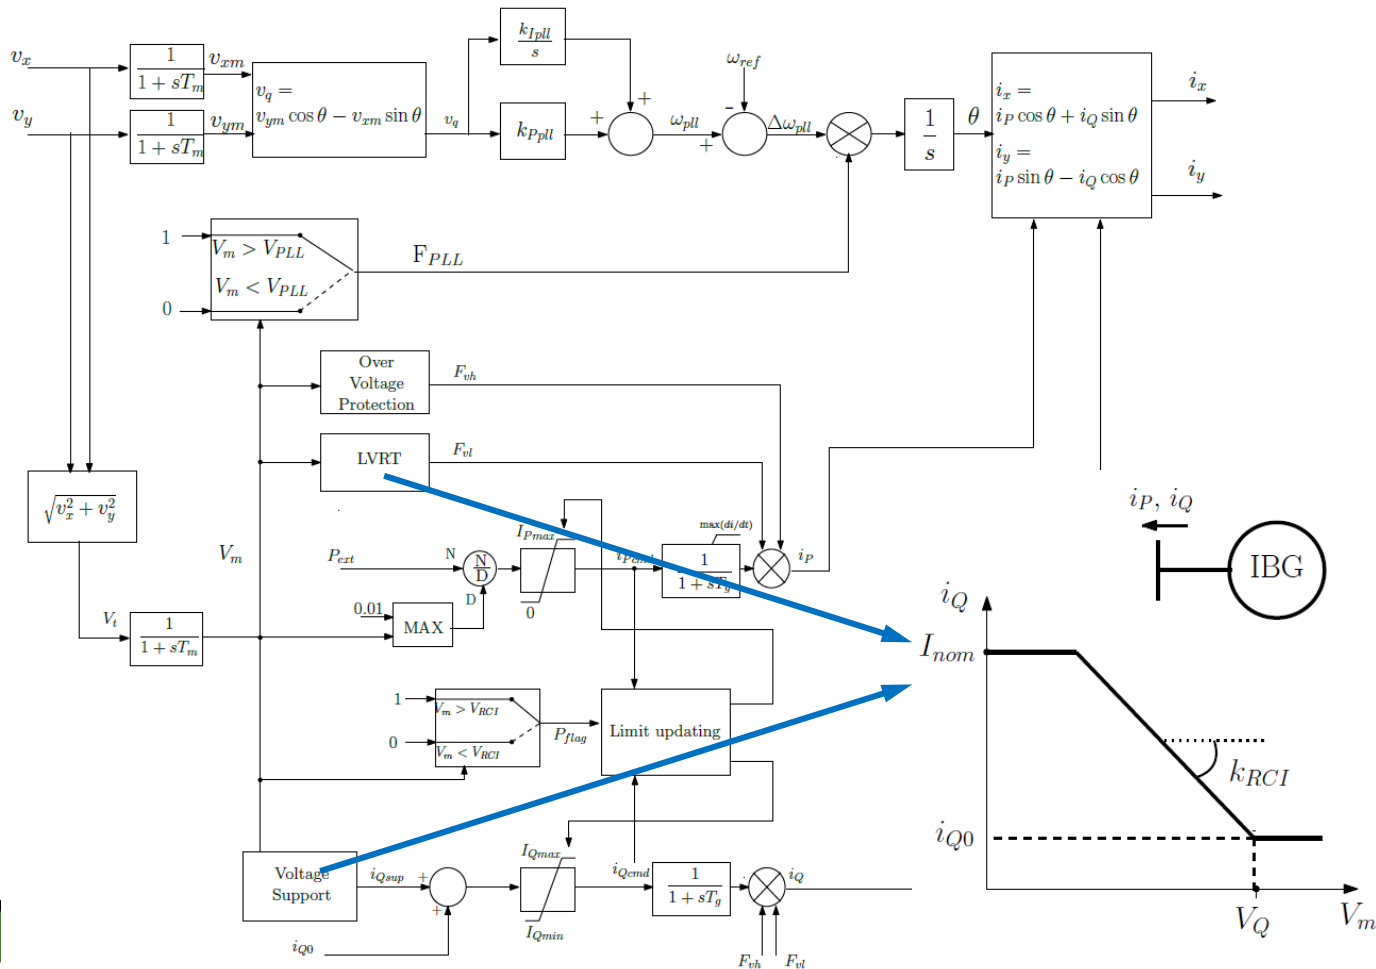 v_x
1
1 + sT_m
v_xm
k_Ipll
s
ω_ref
v_y
1
1 + sT_m
v_ym
v_q =
v_ym cos θ − v_xm sin θ
v_q
k_Ppll
+
+
ω_pll
-
+
Δω_pll
1
s
θ
i_x =
i_P cos θ + i_Q sin θ
i_y =
i_P sin θ − i_Q cos θ
i_x
i_y
1
V_m > V_PLL
V_m < V_PLL
0
F_PLL
Over
Voltage
Protection
F_vh
LVRT
F_vl
√(v_x^2 + v_y^2)
V_m
V_t
1
1 + sT_m
P_ext
N
N
D
D
0.01
MAX
I_Pmax
0
i_Pcmd
max(di/dt)
1
1 + sT_g
i_P
1
V_m > V_RCI
0
V_m < V_RCI
P_flag
Limit updating
Voltage
Support
i_Qsup
+
+
i_Q0
I_Qmax
I_Qmin
i_Qcmd
1
1 + sT_g
i_Q
F_vh
F_vl
i_P, i_Q
IBG
i_Q
I_nom
k_RCI
i_Q0
V_Q
V_m